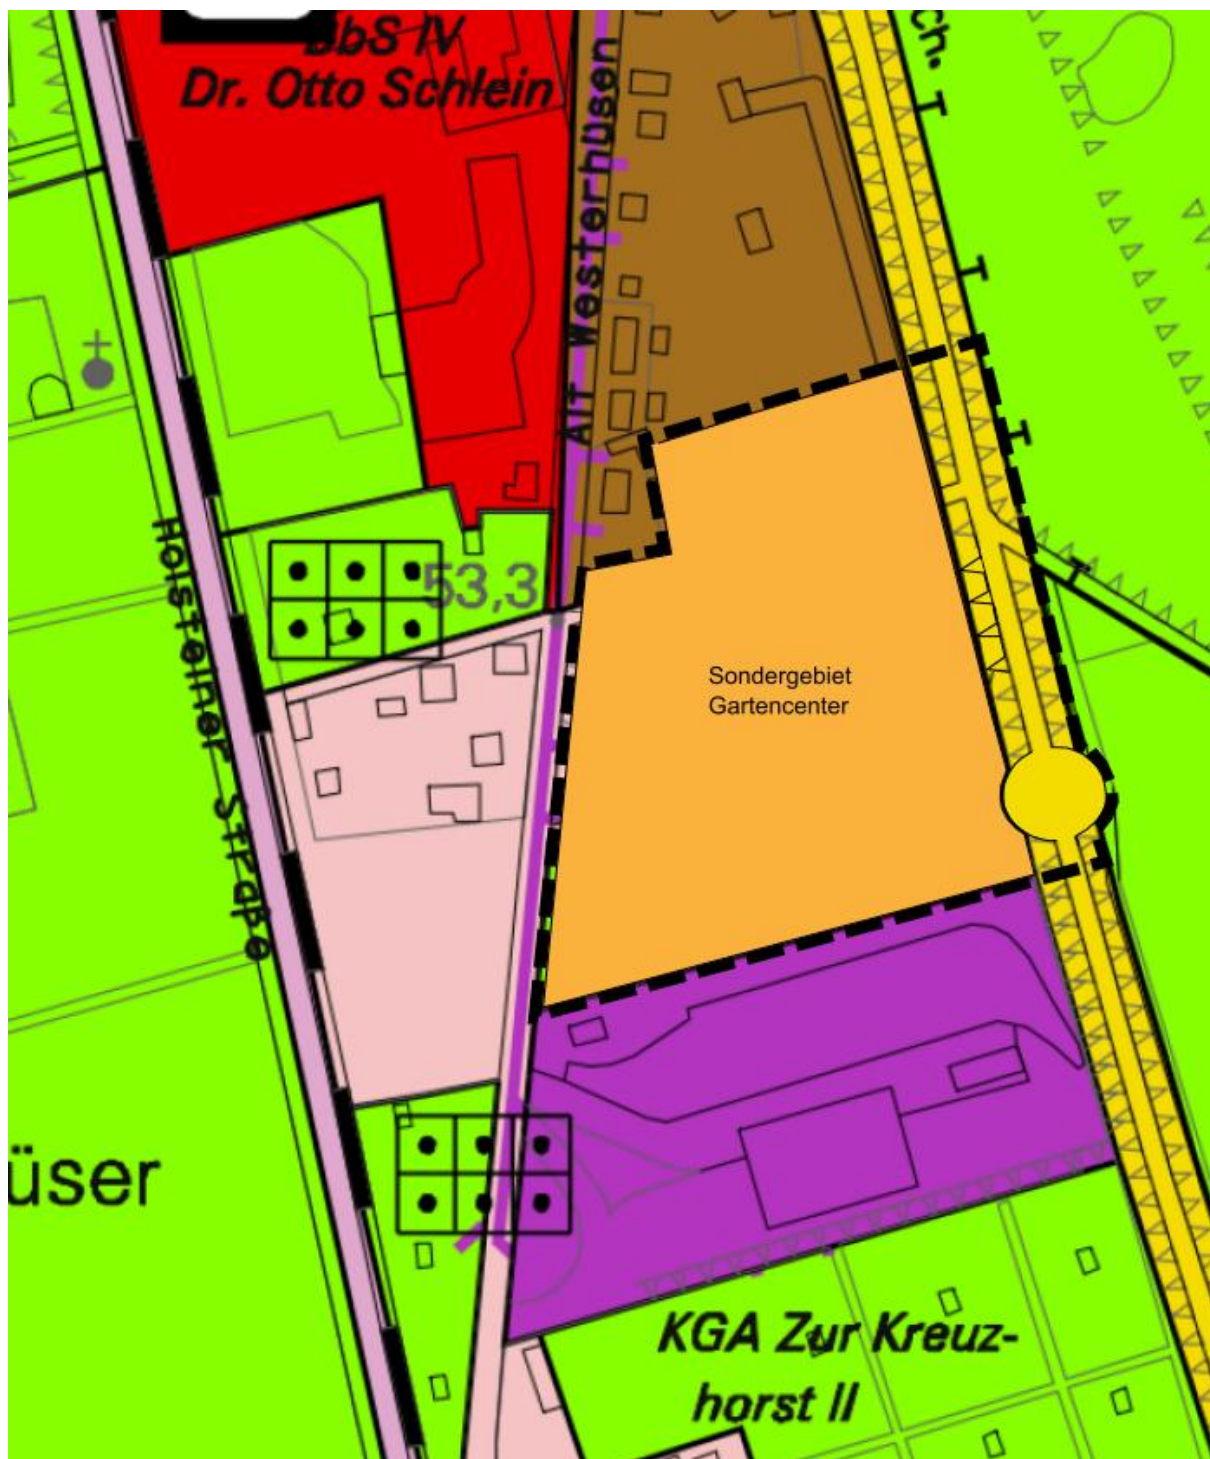 BbS IV
Dr. Otto Schlein
ch.
Alt Westerhüsen
53,3
Holsteiner Straße
Sondergebiet
Gartencenter
üser
KGA Zur Kreuz-
horst II